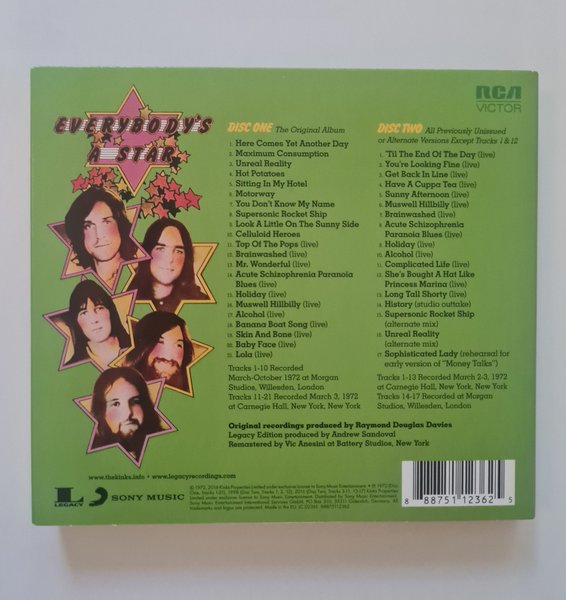 EVERYBODY'S
A STAR
RCA
VICTOR
DISC ONE The Original Album
1. Here Comes Yet Another Day
2. Maximum Consumption
3. Unreal Reality
4. Hot Potatoes
5. Sitting In My Hotel
6. Motorway
7. You Don't Know My Name
8. Supersonic Rocket Ship
9. Look A Little On The Sunny Side
10. Celluloid Heroes
11. Top Of The Pops (live)
12. Brainwashed (live)
13. Mr. Wonderful (live)
14. Acute Schizophrenia Paranoia
Blues (live)
15. Holiday (live)
16. Muswell Hillbilly (live)
17. Alcohol (live)
18. Banana Boat Song (live)
19. Skin And Bone (live)
20. Baby Face (live)
21. Lola (live)
Tracks 1-10 Recorded
March-October 1972 at Morgan
Studios, Willesden, London
Tracks 11-21 Recorded March 3, 1972
at Carnegie Hall, New York, New York
DISC TWO All Previously Unissued
or Alternate Versions Except Tracks 1 & 12
1. 'Til The End Of The Day (live)
2. You're Looking Fine (live)
3. Get Back In Line (live)
4. Have A Cuppa Tea (live)
5. Sunny Afternoon (live)
6. Muswell Hillbilly (live)
7. Brainwashed (live)
8. Acute Schizophrenia
Paranoia Blues (live)
9. Holiday (live)
10. Alcohol (live)
11. Complicated Life (live)
12. She's Bought A Hat Like
Princess Marina (live)
13. Long Tall Shorty (live)
14. History (studio outtake)
15. Supersonic Rocket Ship
(alternate mix)
16. Unreal Reality
(alternate mix)
17. Sophisticated Lady (rehearsal for
early version of "Money Talks")
Tracks 1-13 Recorded March 2-3, 1972
at Carnegie Hall, New York, New York
Tracks 14-17 Recorded at Morgan
Studios, Willesden, London
Original recordings produced by Raymond Douglas Davies
Legacy Edition produced by Andrew Sandoval
Remastered by Vic Anesini at Battery Studios, New York
www.thekinks.info • www.legacyrecordings.com
L
LEGACY
SONY MUSIC
8 88751 12362 5